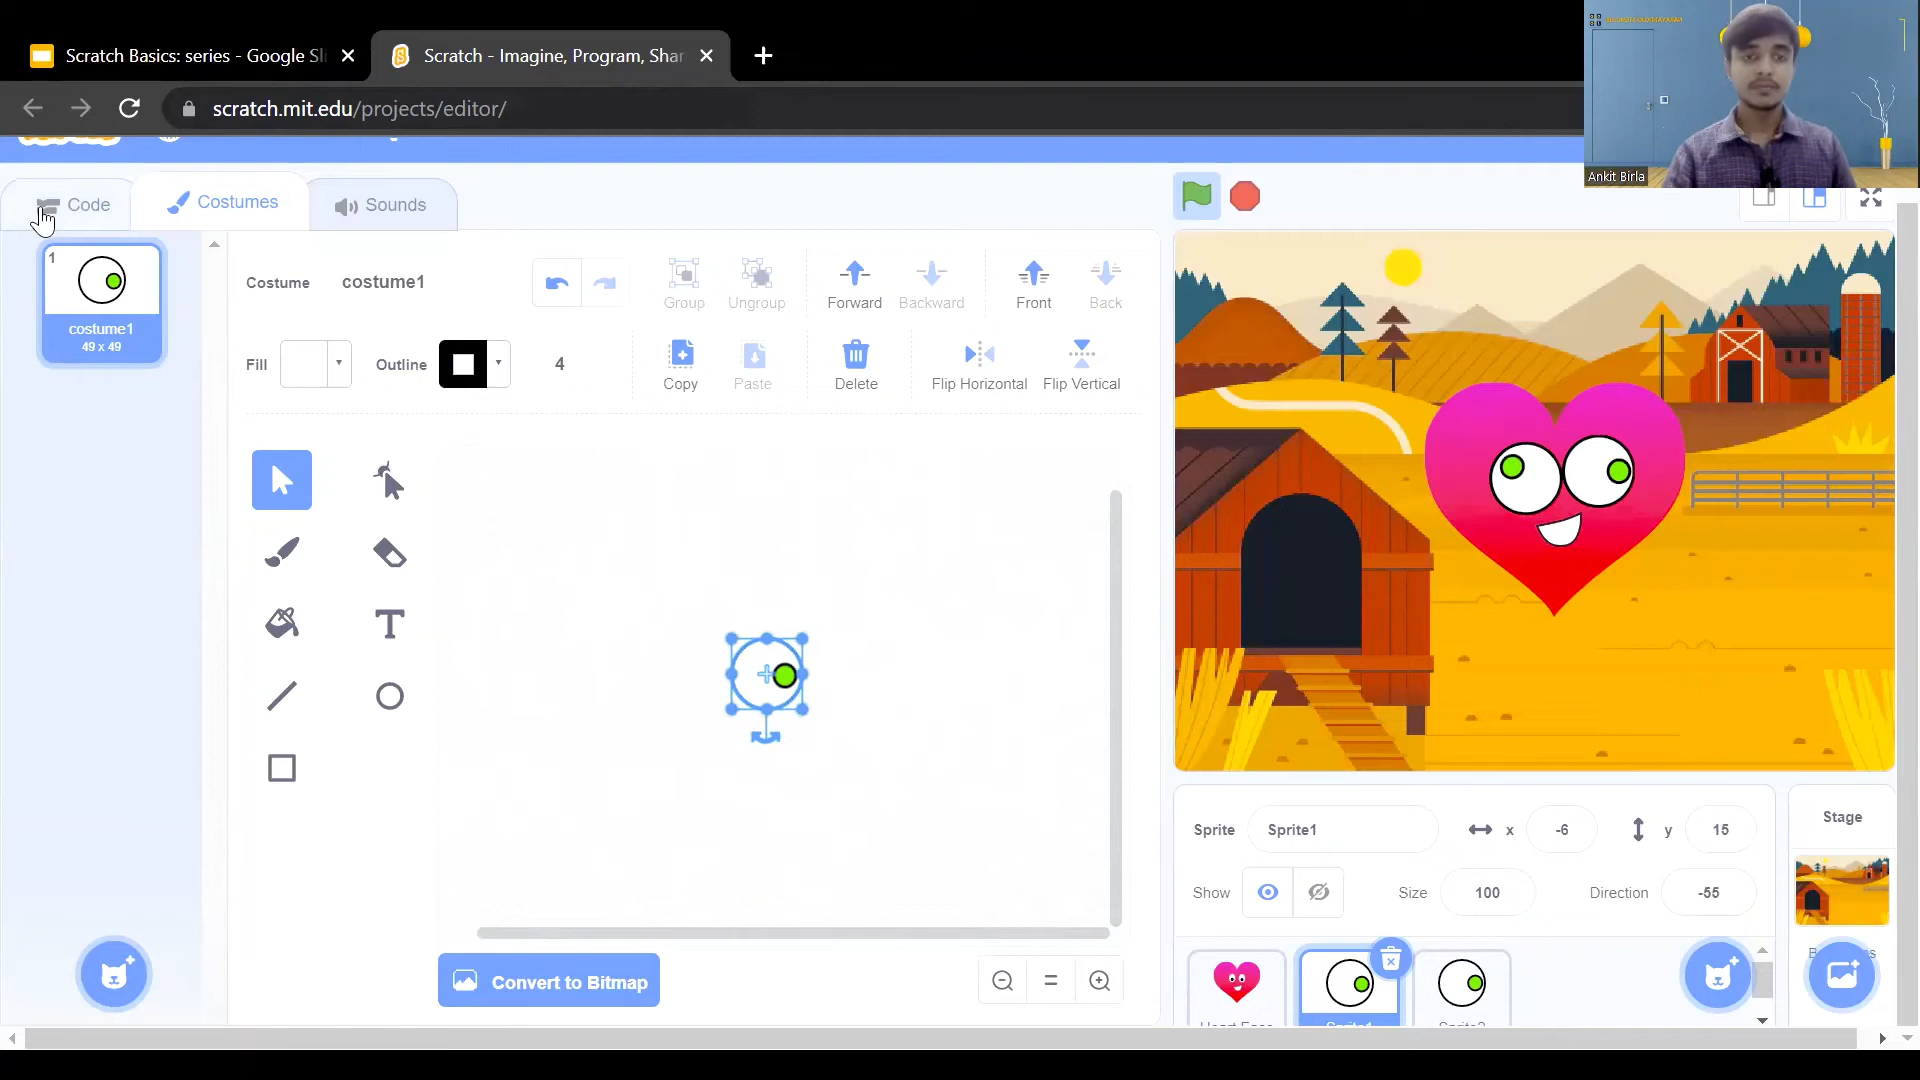 Scratch Basics: series - Google Sli
Scratch - Imagine, Program, Shar
scratch.mit.edu/projects/editor/
Ankit Birla
Code
Costumes
Sounds
1
costume1
49 x 49
Costume
costume1
Group
Ungroup
Forward
Backward
Front
Back
Fill
Outline
4
Copy
Paste
Delete
Flip Horizontal
Flip Vertical
Convert to Bitmap
Sprite
Sprite1
x
-6
y
15
Show
Size
100
Direction
-55
Stage